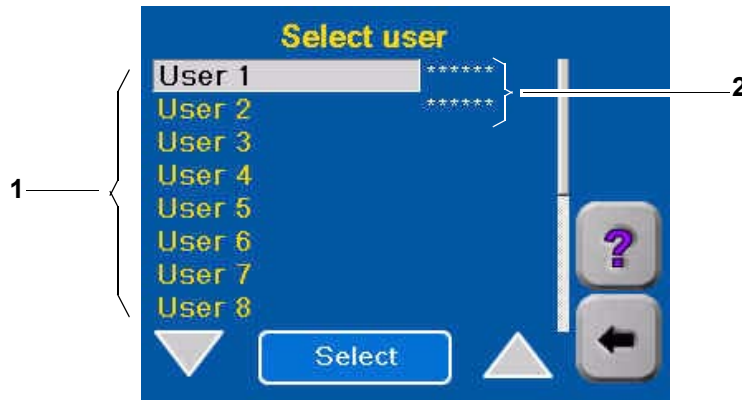 Select user
User 1 ******
User 2 ******
User 3
User 4
User 5
User 6
User 7
User 8
Select
?
1
2